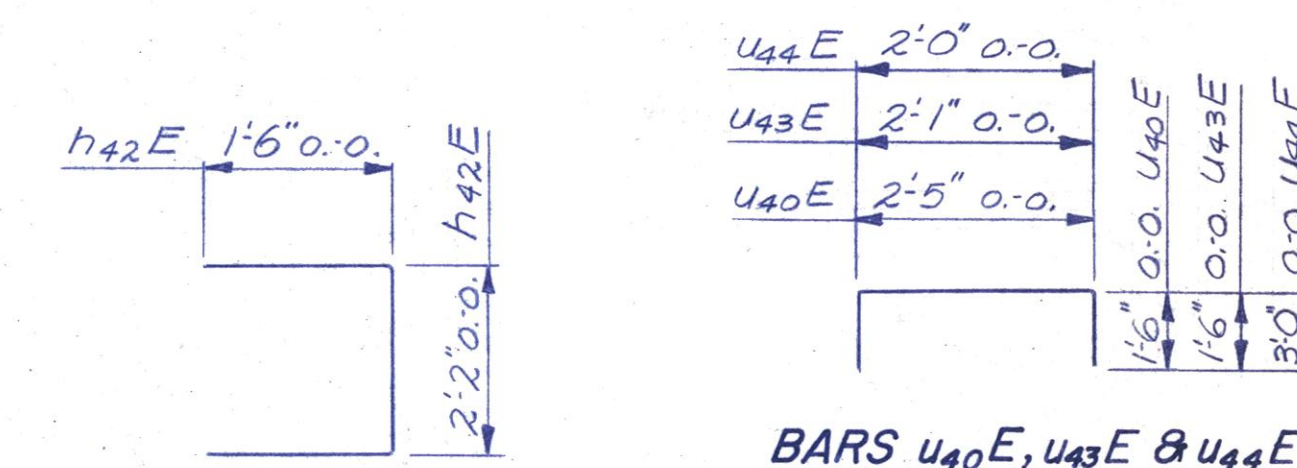 h42E 1'-6" o.-o.
h42E
2'-2" o.-o.
u44E 2'-0" o.-o.
u43E 2'-1" o.-o.
u40E 2'-5" o.-o.
1'-6" o.-o. u40E
1'-6" o.-o. u43E
3'-0" o.-o. u44E
BARS u40E, u43E & u44E